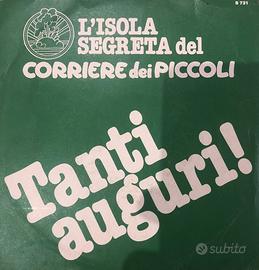 S 731
L'ISOLA
SEGRETA del
CORRIERE dei PICCOLI
Tanti
auguri!
subito